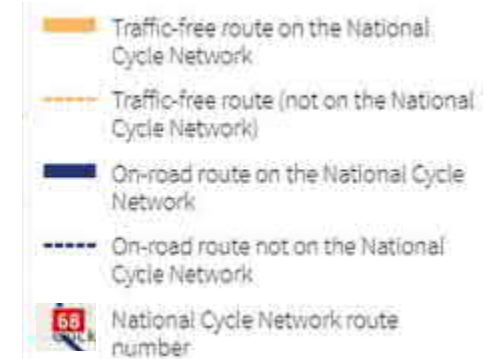 Traffic-free route on the National
Cycle Network
Traffic-free route (not on the National
Cycle Network)
On-road route on the National Cycle
Network
On-road route not on the National
Cycle Network
68
National Cycle Network route
number